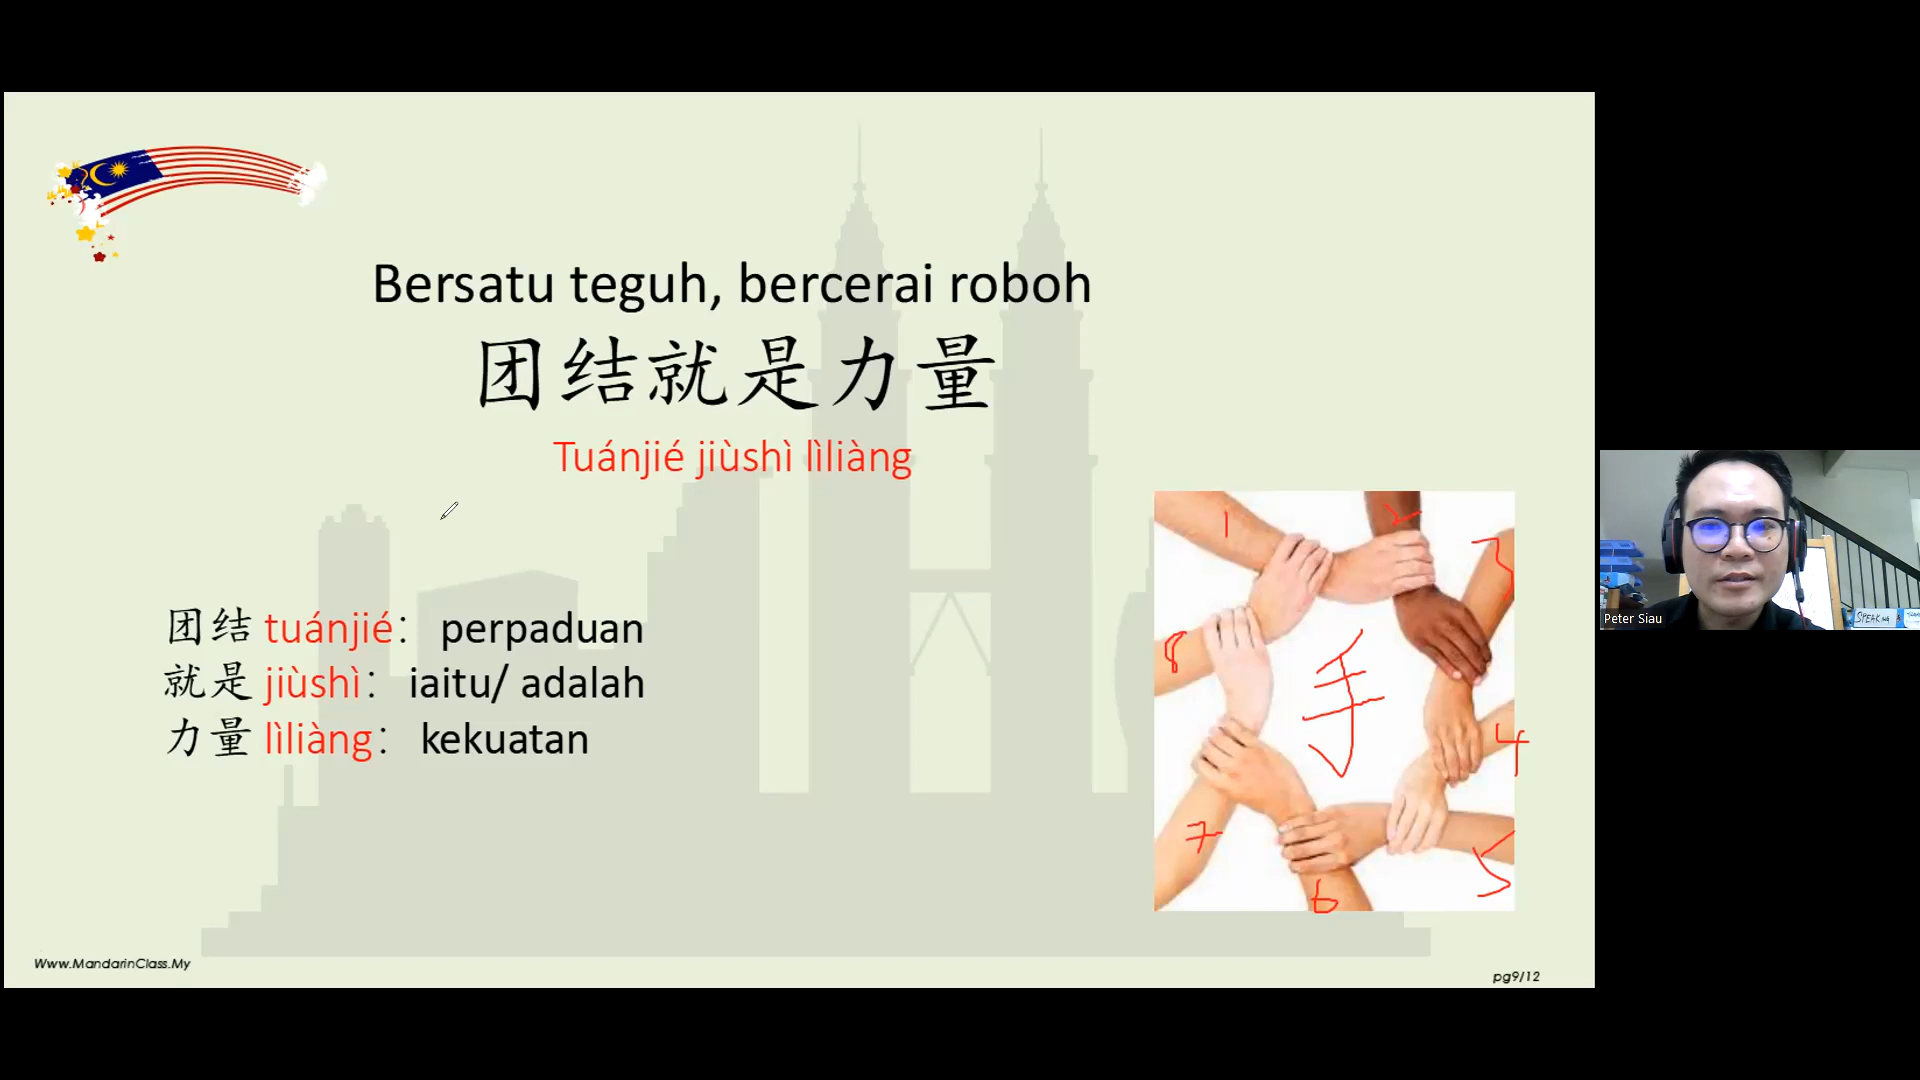 Bersatu teguh, bercerai roboh
团结就是力量
Tuánjié jiùshì lìliàng
团结 tuánjié： perpaduan
就是 jiùshì： iaitu/ adalah
力量 lìliàng： kekuatan
1
2
3
8
手
4
7
5
6
Www.MandarinClass.My
pg9/12
Peter Siau
SPEAKING